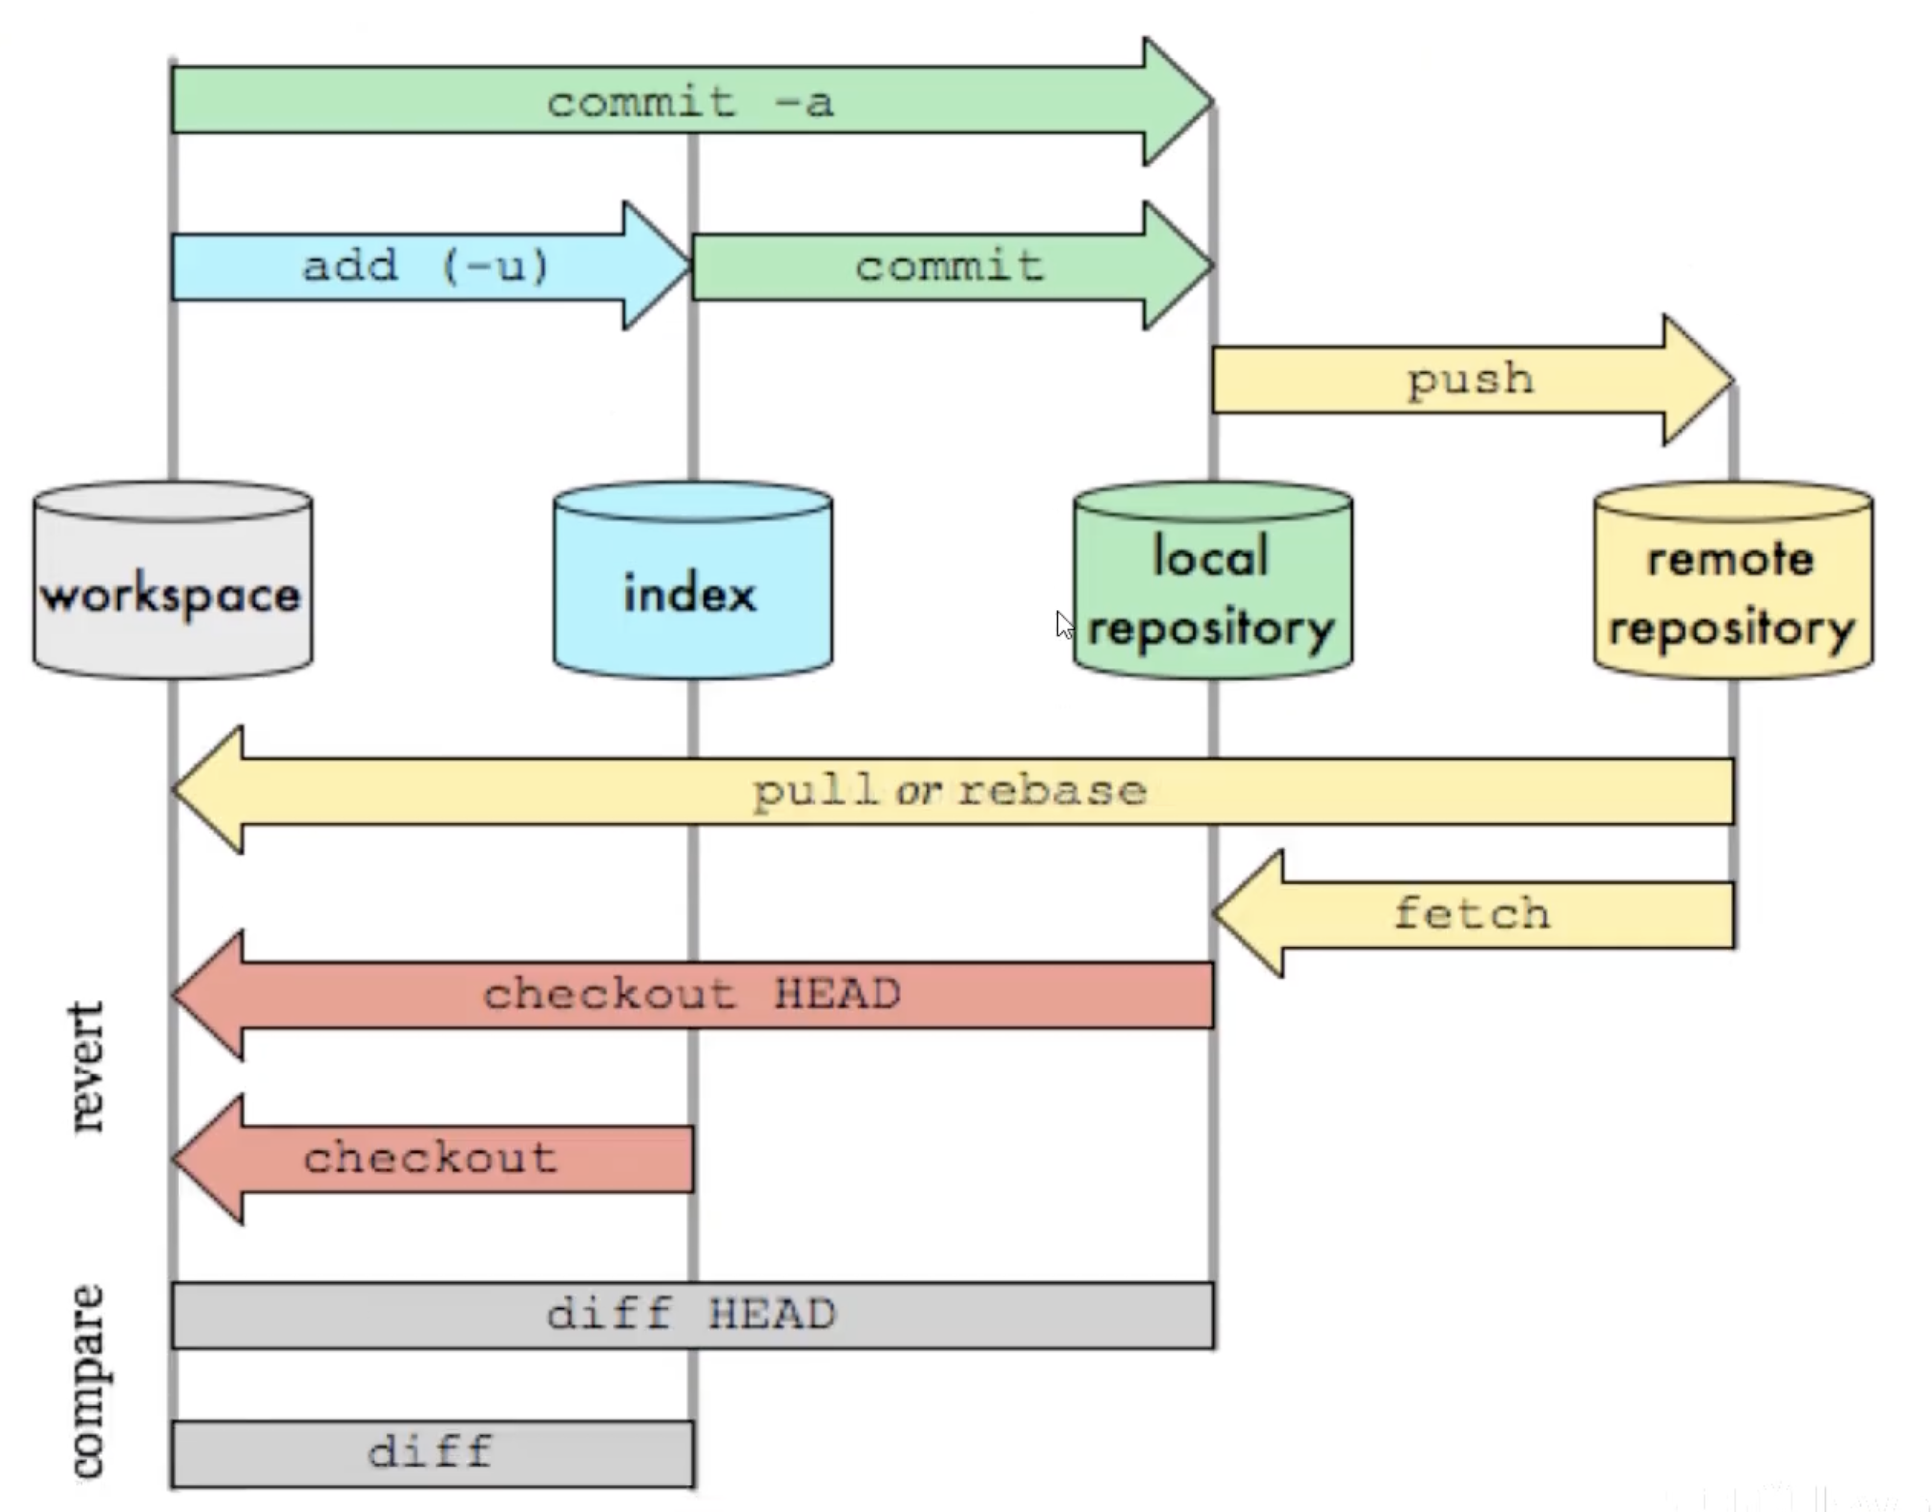 commit -a
add (-u)
commit
push
workspace
index
local
repository
remote
repository
pull or rebase
fetch
revert
checkout HEAD
checkout
compare
diff HEAD
diff